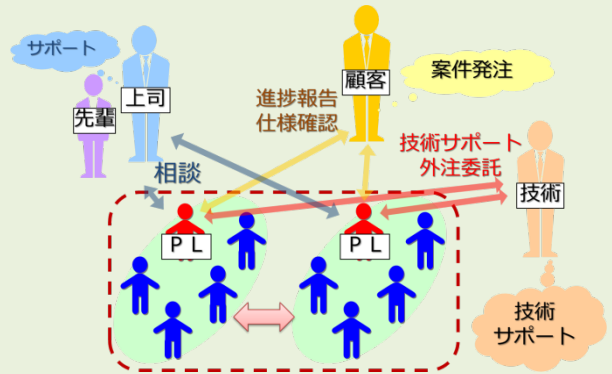 サポート
上司
先輩
顧客
案件発注
進捗報告
仕様確認
技術サポート
外注委託
技術
相談
ＰＬ
ＰＬ
技術
サポート